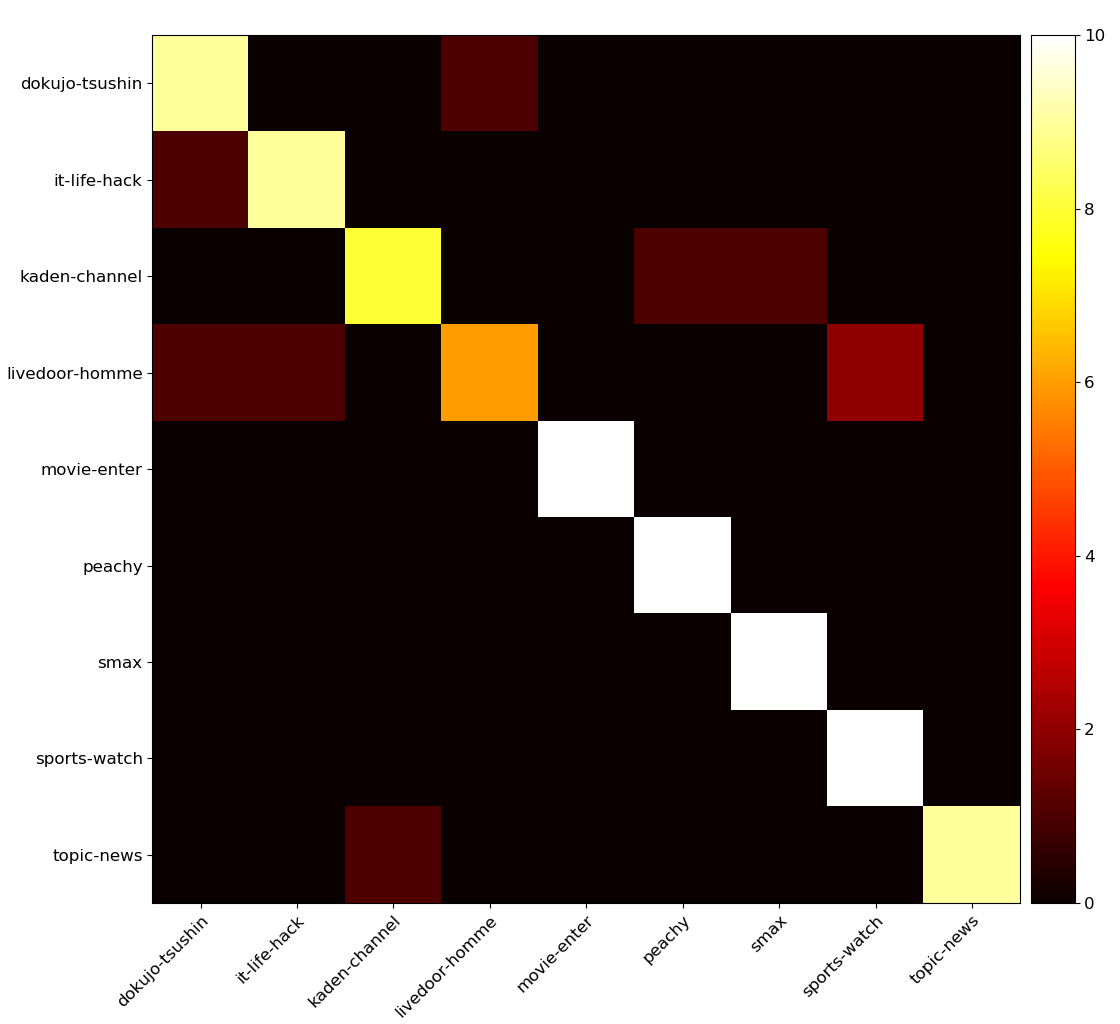 dokujo-tsushin
it-life-hack
kaden-channel
livedoor-homme
movie-enter
peachy
smax
sports-watch
topic-news
dokujo-tsushin
it-life-hack
kaden-channel
livedoor-homme
movie-enter
peachy
smax
sports-watch
topic-news
10
8
6
4
2
0